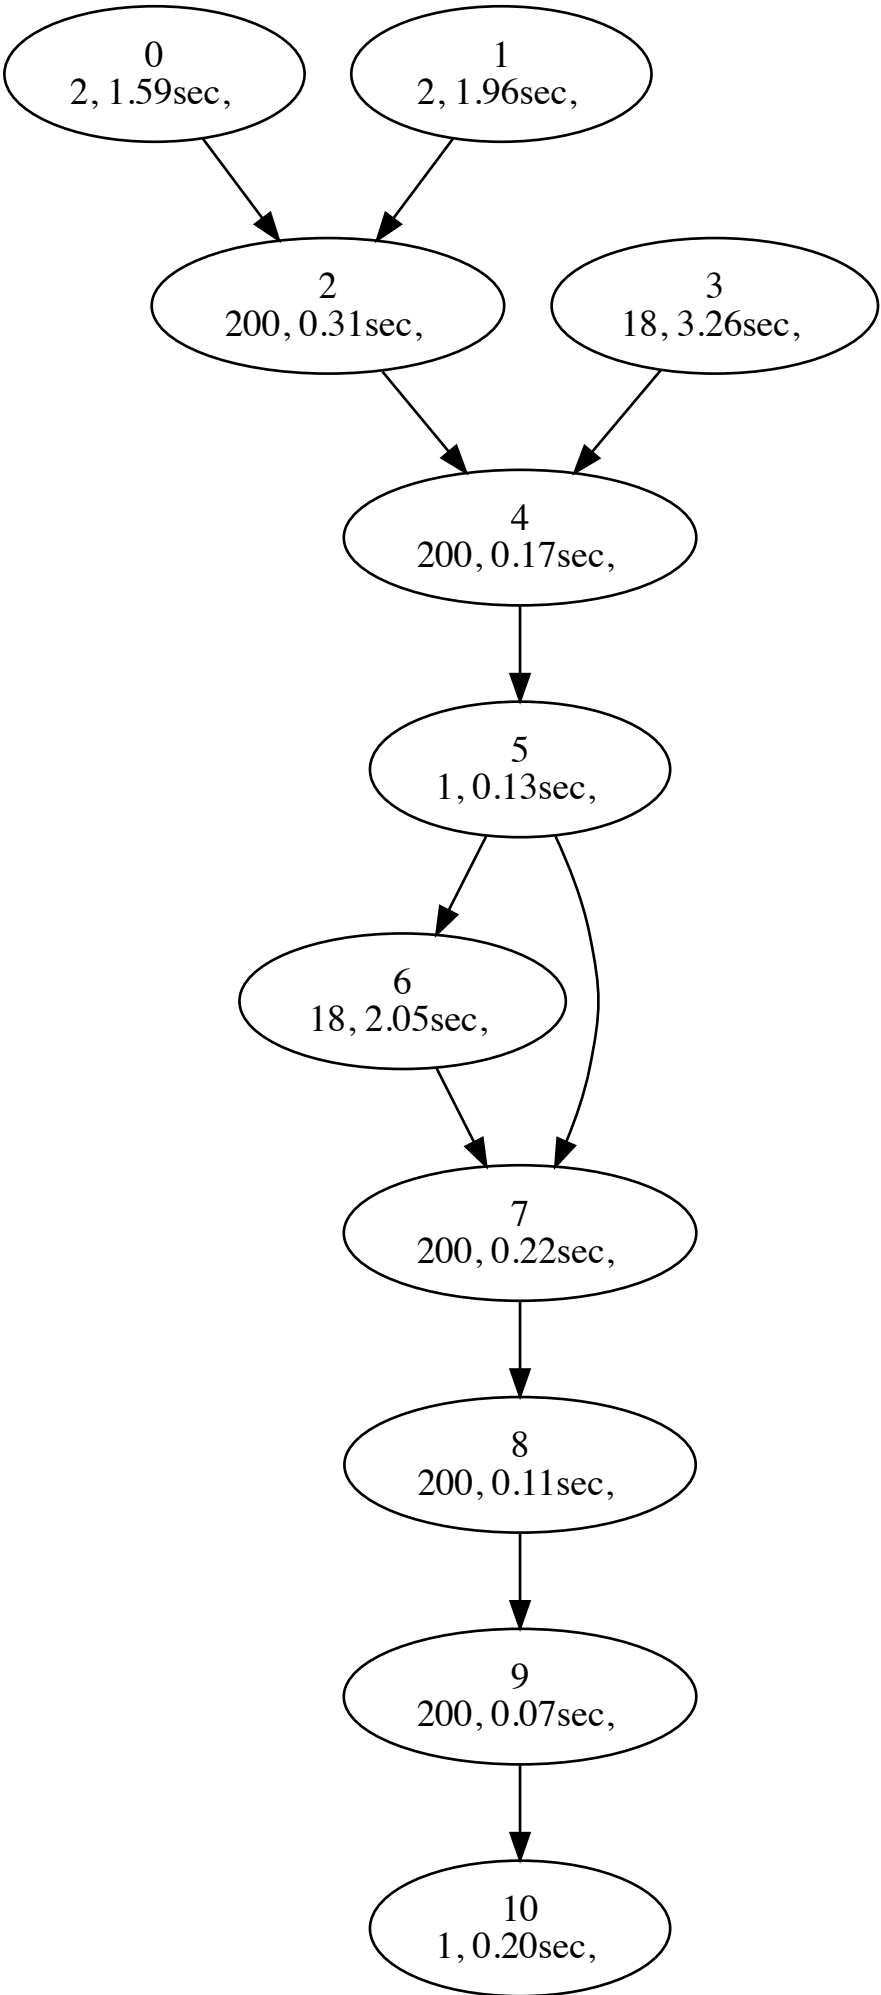 0
2, 1.59sec,
1
2, 1.96sec,
2
200, 0.31sec,
3
18, 3.26sec,
4
200, 0.17sec,
5
1, 0.13sec,
6
18, 2.05sec,
7
200, 0.22sec,
8
200, 0.11sec,
9
200, 0.07sec,
10
1, 0.20sec,